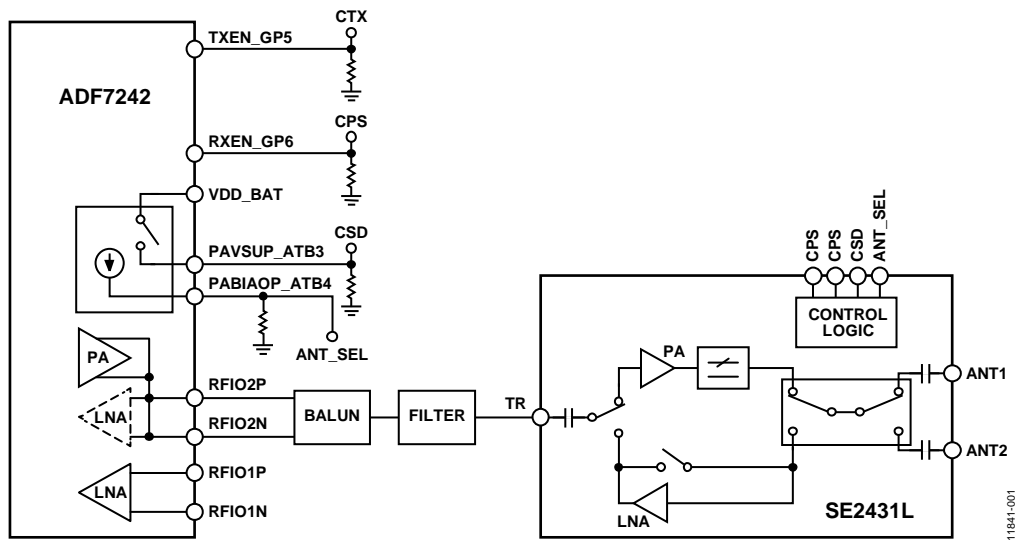 CTX
TXEN_GP5
ADF7242
CPS
RXEN_GP6
VDD_BAT
CSD
PAVSUP_ATB3
PABIAOP_ATB4
ANT_SEL
PA
LNA
RFIO2P
RFIO2N
BALUN
FILTER
TR
LNA
RFIO1P
RFIO1N
CPS
CPS
CSD
ANT_SEL
CONTROL
LOGIC
PA
ANT1
ANT2
LNA
SE2431L
11841-001